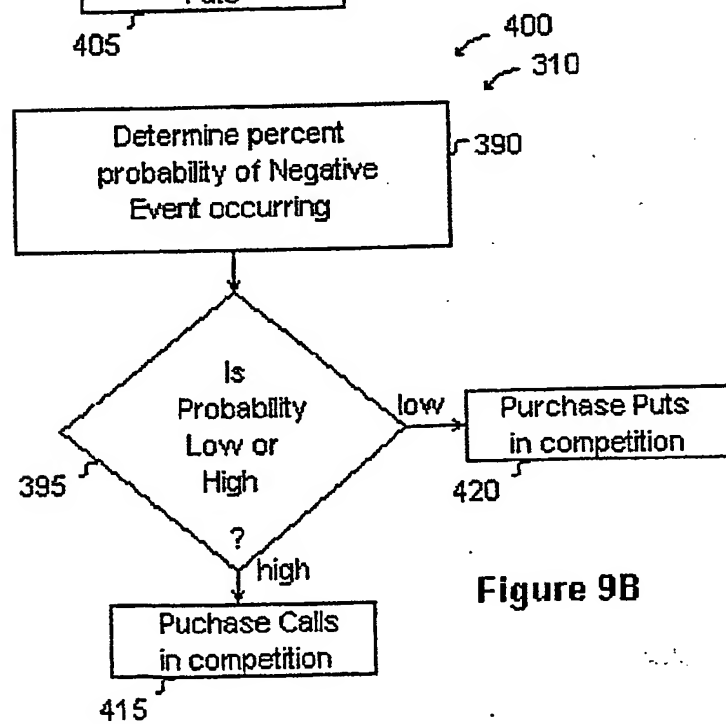 405
400
310
Determine percent
probability of Negative
Event occurring
390
Is
Probability
Low or
High
?
395
low
Purchase Puts
in competition
420
high
Puchase Calls
in competition
415
Figure 9B